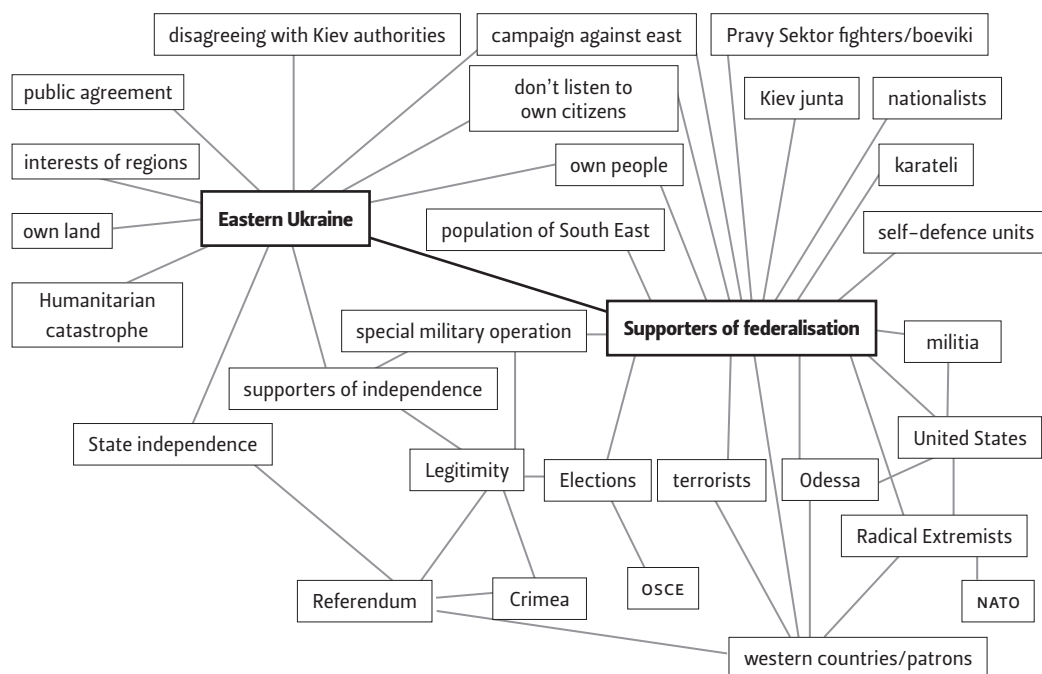 disagreeing with Kiev authorities
campaign against east
Pravy Sektor fighters/boeviki
public agreement
don’t listen to
own citizens
Kiev junta
nationalists
interests of regions
own people
karateli
Eastern Ukraine
own land
population of South East
self–defence units
Humanitarian
catastrophe
special military operation
Supporters of federalisation
militia
supporters of independence
State independence
United States
Legitimity
Elections
terrorists
Odessa
Radical Extremists
Referendum
Crimea
OSCE
NATO
western countries/patrons